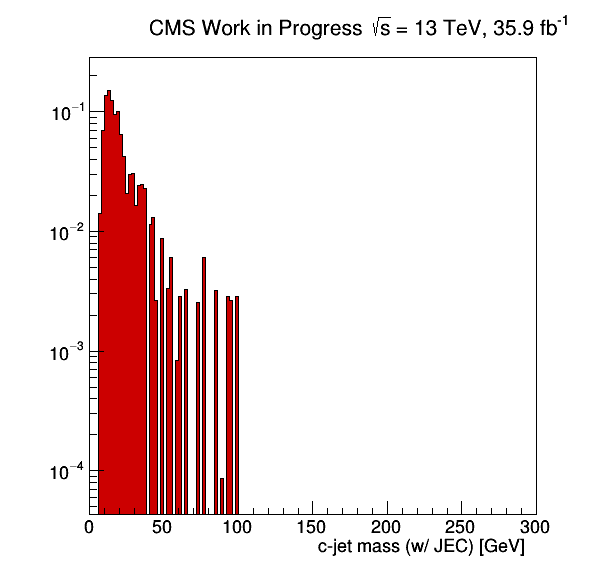 CMS Work in Progress √s = 13 TeV, 35.9 fb⁻¹
10⁻¹
10⁻²
10⁻³
10⁻⁴
0 50 100 150 200 250 300
c-jet mass (w/ JEC) [GeV]